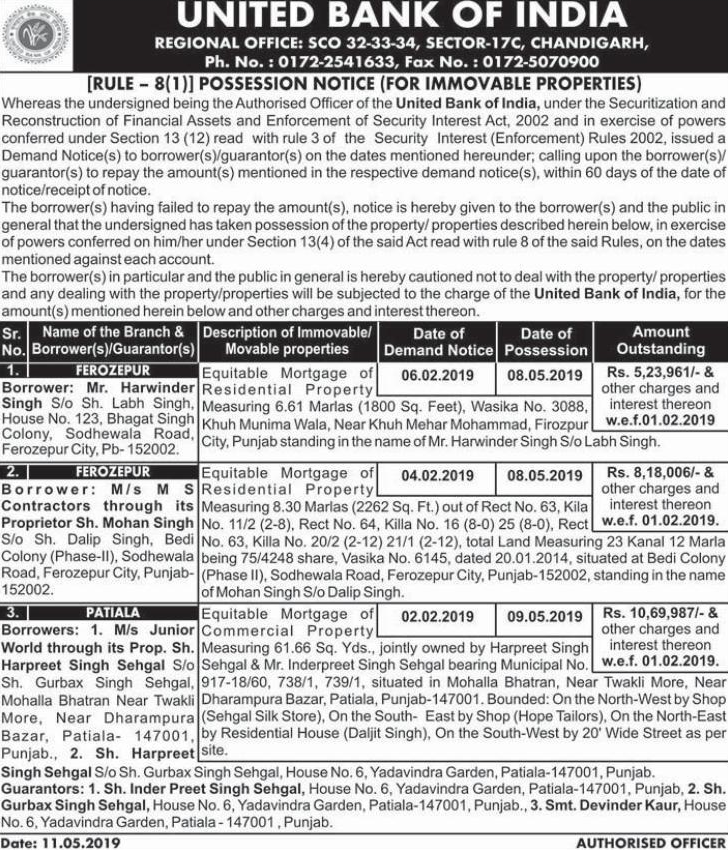 UNITED BANK OF INDIA
REGIONAL OFFICE: SCO 32-33-34, SECTOR-17C, CHANDIGARH,
Ph. No. : 0172-2541633, Fax No. : 0172-5070900
[RULE – 8(1)] POSSESSION NOTICE (FOR IMMOVABLE PROPERTIES)
Whereas the undersigned being the Authorised Officer of the United Bank of India, under the Securitization and
Reconstruction of Financial Assets and Enforcement of Security Interest Act, 2002 and in exercise of powers
conferred under Section 13 (12) read with rule 3 of the Security Interest (Enforcement) Rules 2002, issued a
Demand Notice(s) to borrower(s)/guarantor(s) on the dates mentioned hereunder; calling upon the borrower(s)/
guarantor(s) to repay the amount(s) mentioned in the respective demand notice(s), within 60 days of the date of
notice/receipt of notice.
The borrower(s) having failed to repay the amount(s), notice is hereby given to the borrower(s) and the public in
general that the undersigned has taken possession of the property/ properties described herein below, in exercise
of powers conferred on him/her under Section 13(4) of the said Act read with rule 8 of the said Rules, on the dates
mentioned against each account.
The borrower(s) in particular and the public in general is hereby cautioned not to deal with the property/ properties
and any dealing with the property/properties will be subjected to the charge of the United Bank of India, for the
amount(s) mentioned herein below and other charges and interest thereon.
Sr. No.
Name of the Branch & Borrower(s)/Guarantor(s)
Description of Immovable/ Movable properties
Date of Demand Notice
Date of Possession
Amount Outstanding
1. FEROZEPUR
Borrower: Mr. Harwinder
Singh S/o Sh. Labh Singh,
House No. 123, Bhagat Singh
Colony, Sodhewala Road,
Ferozepur City, Pb- 152002.
Equitable Mortgage of
Residential Property
Measuring 6.61 Marlas (1800 Sq. Feet), Wasika No. 3088,
Khuh Munima Wala, Near Khuh Mehar Mohammad, Firozpur
City, Punjab standing in the name of Mr. Harwinder Singh S/o Labh Singh.
06.02.2019
08.05.2019
Rs. 5,23,961/- &
other charges and
interest thereon
w.e.f.01.02.2019
2. FEROZEPUR
Borrower: M/s M S
Contractors through its
Proprietor Sh. Mohan Singh
S/o Sh. Dalip Singh, Bedi
Colony (Phase-II), Sodhewala
Road, Ferozepur City, Punjab-
152002.
Equitable Mortgage of
Residential Property
Measuring 8.30 Marlas (2262 Sq. Ft.) out of Rect No. 63, Kila
No. 11/2 (2-8), Rect No. 64, Killa No. 16 (8-0) 25 (8-0), Rect
No. 63, Killa No. 20/2 (2-12) 21/1 (2-12), total Land Measuring 23 Kanal 12 Marla
being 75/4248 share, Vasika No. 6145, dated 20.01.2014, situated at Bedi Colony
(Phase II), Sodhewala Road, Ferozepur City, Punjab-152002, standing in the name
of Mohan Singh S/o Dalip Singh.
04.02.2019
08.05.2019
Rs. 8,18,006/- &
other charges and
interest thereon
w.e.f. 01.02.2019.
3. PATIALA
Borrowers: 1. M/s Junior
World through its Prop. Sh.
Harpreet Singh Sehgal S/o
Sh. Gurbax Singh Sehgal,
Mohalla Bhatran Near Twakli
More, Near Dharampura
Bazar, Patiala- 147001,
Punjab., 2. Sh. Harpreet
Equitable Mortgage of
Commercial Property
Measuring 61.66 Sq. Yds., jointly owned by Harpreet Singh
Sehgal & Mr. Inderpreet Singh Sehgal bearing Municipal No.
917-18/60, 738/1, 739/1, situated in Mohalla Bhatran, Near Twakli More, Near
Dharampura Bazar, Patiala, Punjab-147001. Bounded: On the North-West by Shop
(Sehgal Silk Store), On the South- East by Shop (Hope Tailors), On the North-East
by Residential House (Daljit Singh), On the South-West by 20' Wide Street as per
site.
02.02.2019
09.05.2019
Rs. 10,69,987/- &
other charges and
interest thereon
w.e.f. 01.02.2019.
Singh Sehgal S/o Sh. Gurbax Singh Sehgal, House No. 6, Yadavindra Garden, Patiala-147001, Punjab.
Guarantors: 1. Sh. Inder Preet Singh Sehgal, House No. 6, Yadavindra Garden, Patiala-147001, Punjab, 2. Sh.
Gurbax Singh Sehgal, House No. 6, Yadavindra Garden, Patiala-147001, Punjab., 3. Smt. Devinder Kaur, House
No. 6, Yadavindra Garden, Patiala - 147001 , Punjab.
Date: 11.05.2019
AUTHORISED OFFICER